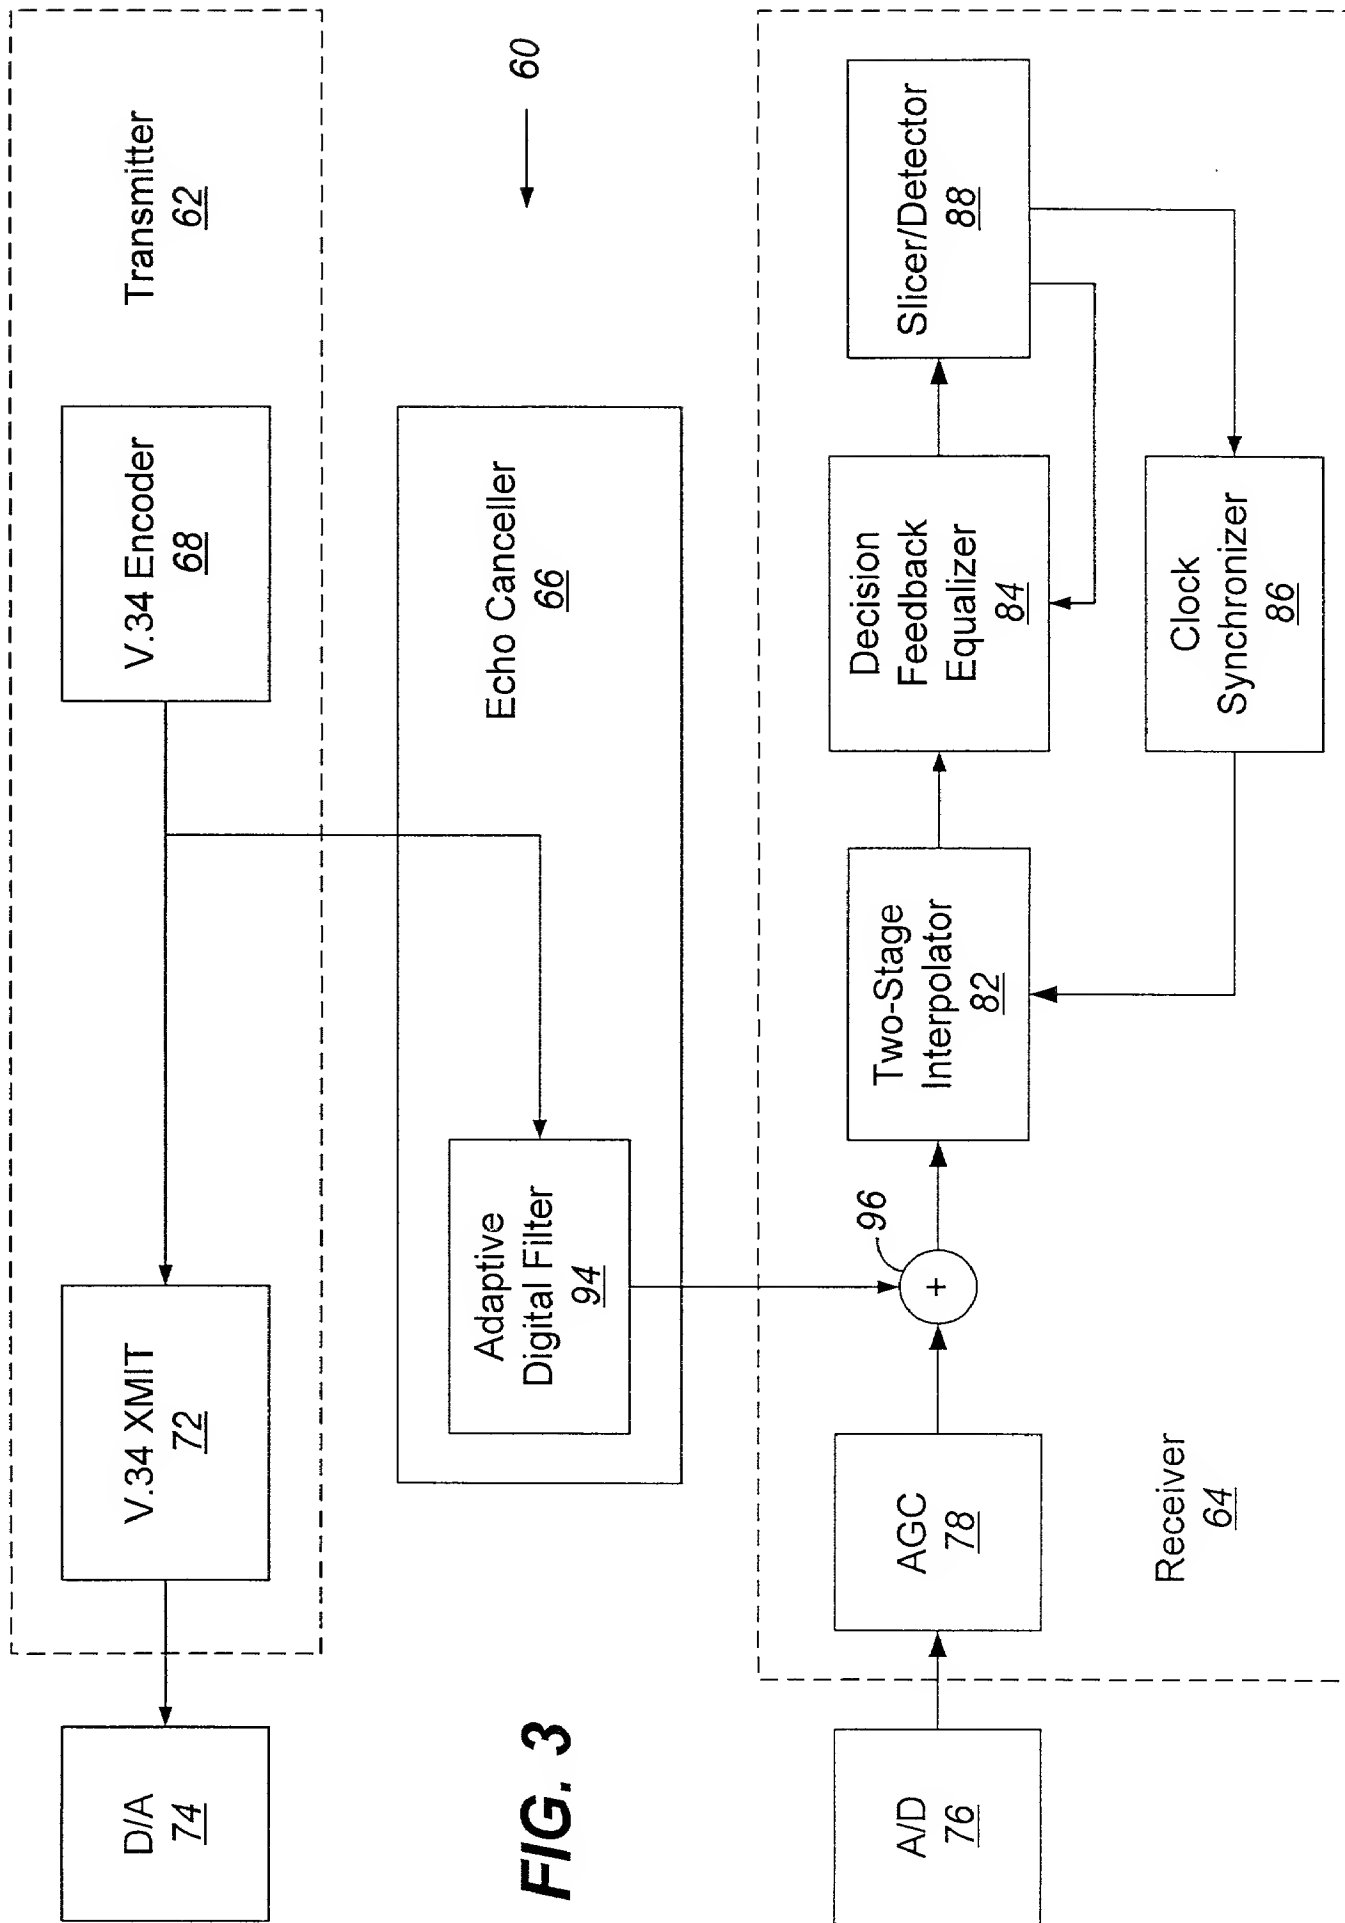 D/A
74
V.34 XMIT
72
V.34 Encoder
68
Transmitter
62
60
Echo Canceller
66
Adaptive
Digital Filter
94
FIG. 3
A/D
76
AGC
78
96
+
Two-Stage
Interpolator
82
Decision
Feedback
Equalizer
84
Slicer/Detector
88
Clock
Synchronizer
86
Receiver
64